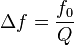 Δf = f₀/Q